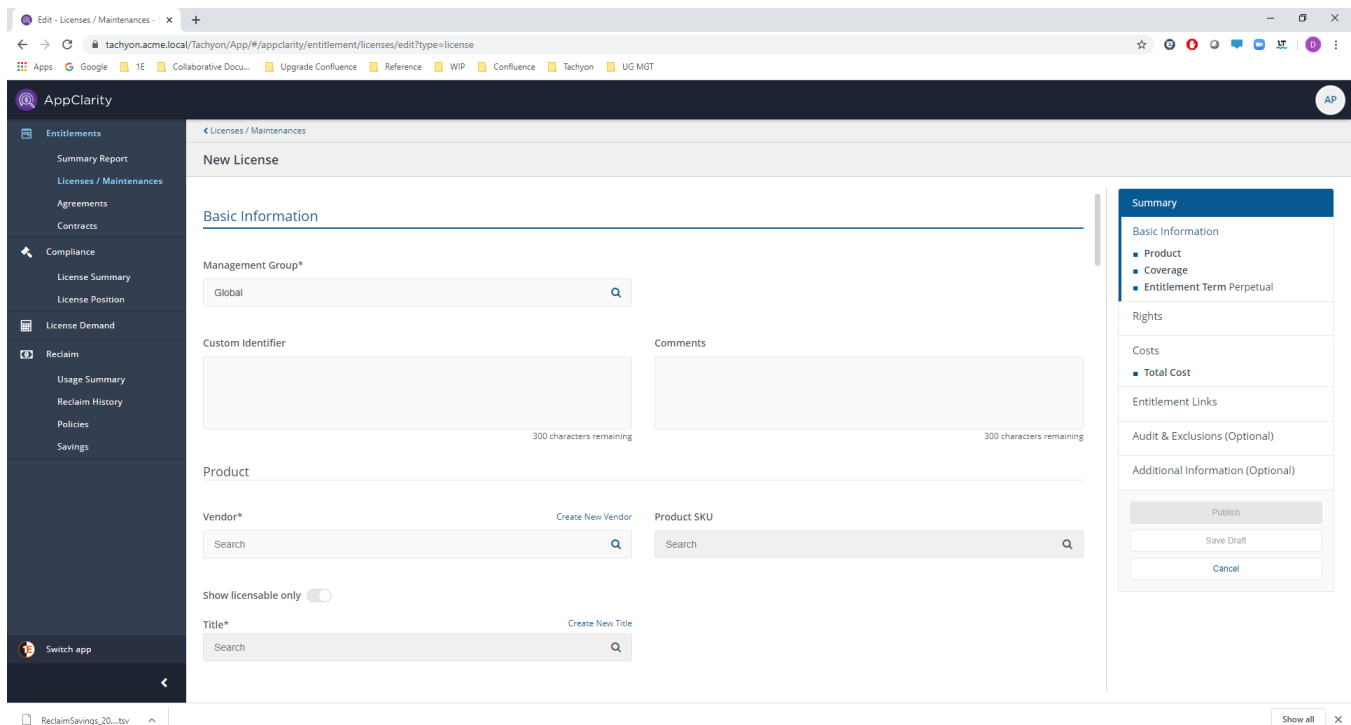 Edit - Licenses / Maintenances -
tachyon.acme.local/Tachyon/App/#/appclarity/entitlement/licenses/edit?type=license
D
Apps Google 1E Collaborative Docu... Upgrade Confluence Reference WIP Confluence Tachyon UG MGT
AppClarity
AP
Entitlements
Summary Report
Licenses / Maintenances
Agreements
Contracts
Compliance
License Summary
License Position
License Demand
Reclaim
Usage Summary
Reclaim History
Policies
Savings
1E Switch app
Licenses / Maintenances
New License
Basic Information
Management Group*
Global
Custom Identifier Comments
300 characters remaining 300 characters remaining
Product
Vendor* Create New Vendor Product SKU
Search Search
Show licensable only
Title* Create New Title
Search
Summary
Basic Information
Product
Coverage
Entitlement Term Perpetual
Rights
Costs
Total Cost
Entitlement Links
Audit & Exclusions (Optional)
Additional Information (Optional)
Publish
Save Draft
Cancel
ReclaimSavings_20....tsv Show all